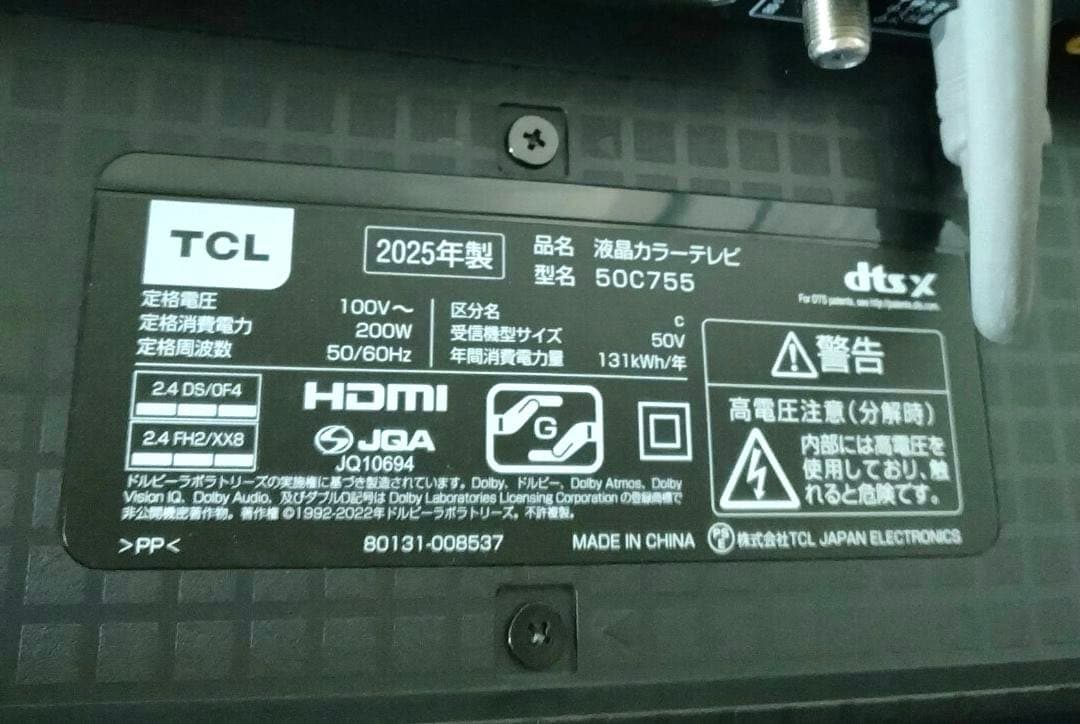 TCL
2025年製
品名 液晶カラーテレビ
型名 50C755
dts X
For DTS patents, see http://patents.dts.com.
定格電圧 100V～
定格消費電力 200W
定格周波数 50/60Hz
区分名 C
受信機型サイズ 50V
年間消費電力量 131kWh/年
2.4 DS/OF4
2.4 FH2/XX8
HDMI
JQA
JQ10694
G
警告
高電圧注意(分解時)
内部には高電圧を
使用しており、触
れると危険です。
ドルビーラボラトリーズの実施権に基づき製造されています。Dolby、ドルビー、Dolby Atmos、Dolby
Vision IQ、Dolby Audio、及びダブルD記号は Dolby Laboratories Licensing Corporation の登録商標で
非公開機密著作物。著作権 ©1992-2022年ドルビーラボラトリーズ。不許複製。
>PP<
80131-008537
MADE IN CHINA
株式会社TCL JAPAN ELECTRONICS